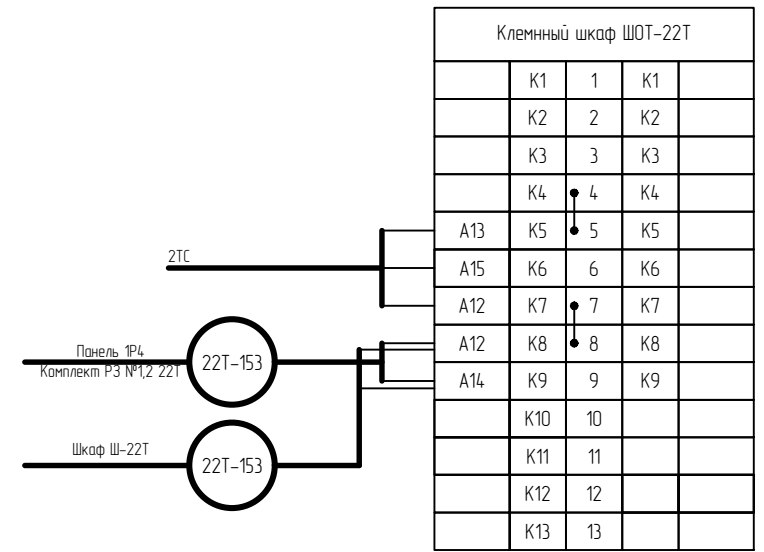 Клемнный шкаф ШОТ-22Т
К1 1 К1
К2 2 К2
К3 3 К3
К4 4 К4
А13 К5 5 К5
2ТС
А15 К6 6 К6
А12 К7 7 К7
А12 К8 8 К8
Панель 1Р4
22Т-153
Комплект РЗ №1,2 22Т
А14 К9 9 К9
К10 10
Шкаф Ш-22Т
22Т-153
К11 11
К12 12
К13 13